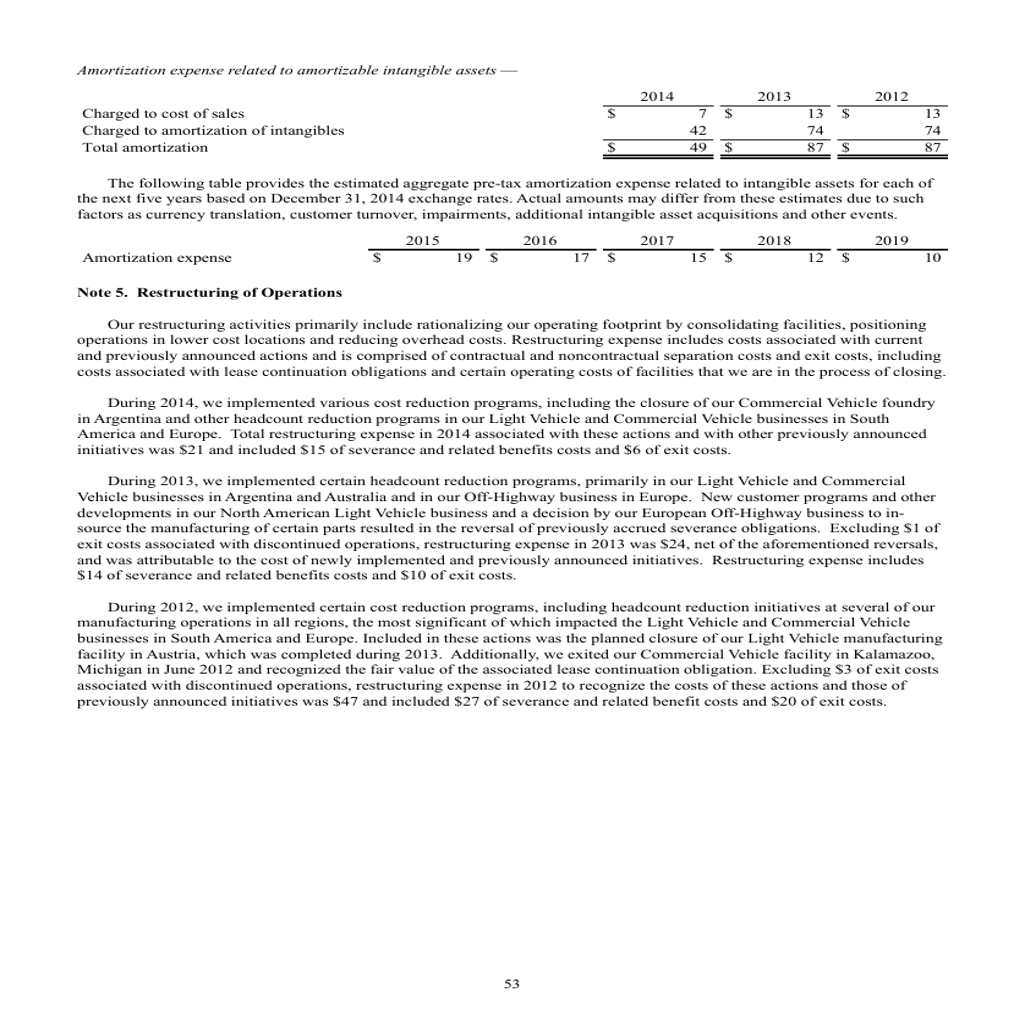 Amortization expense related to amortizable intangible assets —
2014 2013 2012
Charged to cost of sales $ 7 $ 13 $ 13
Charged to amortization of intangibles 42 74 74
Total amortization $ 49 $ 87 $ 87
The following table provides the estimated aggregate pre-tax amortization expense related to intangible assets for each of
the next five years based on December 31, 2014 exchange rates. Actual amounts may differ from these estimates due to such
factors as currency translation, customer turnover, impairments, additional intangible asset acquisitions and other events.
2015 2016 2017 2018 2019
Amortization expense $ 19 $ 17 $ 15 $ 12 $ 10
Note 5. Restructuring of Operations
Our restructuring activities primarily include rationalizing our operating footprint by consolidating facilities, positioning
operations in lower cost locations and reducing overhead costs. Restructuring expense includes costs associated with current
and previously announced actions and is comprised of contractual and noncontractual separation costs and exit costs, including
costs associated with lease continuation obligations and certain operating costs of facilities that we are in the process of closing.
During 2014, we implemented various cost reduction programs, including the closure of our Commercial Vehicle foundry
in Argentina and other headcount reduction programs in our Light Vehicle and Commercial Vehicle businesses in South
America and Europe. Total restructuring expense in 2014 associated with these actions and with other previously announced
initiatives was $21 and included $15 of severance and related benefits costs and $6 of exit costs.
During 2013, we implemented certain headcount reduction programs, primarily in our Light Vehicle and Commercial
Vehicle businesses in Argentina and Australia and in our Off-Highway business in Europe. New customer programs and other
developments in our North American Light Vehicle business and a decision by our European Off-Highway business to in-
source the manufacturing of certain parts resulted in the reversal of previously accrued severance obligations. Excluding $1 of
exit costs associated with discontinued operations, restructuring expense in 2013 was $24, net of the aforementioned reversals,
and was attributable to the cost of newly implemented and previously announced initiatives. Restructuring expense includes
$14 of severance and related benefits costs and $10 of exit costs.
During 2012, we implemented certain cost reduction programs, including headcount reduction initiatives at several of our
manufacturing operations in all regions, the most significant of which impacted the Light Vehicle and Commercial Vehicle
businesses in South America and Europe. Included in these actions was the planned closure of our Light Vehicle manufacturing
facility in Austria, which was completed during 2013. Additionally, we exited our Commercial Vehicle facility in Kalamazoo,
Michigan in June 2012 and recognized the fair value of the associated lease continuation obligation. Excluding $3 of exit costs
associated with discontinued operations, restructuring expense in 2012 to recognize the costs of these actions and those of
previously announced initiatives was $47 and included $27 of severance and related benefit costs and $20 of exit costs.
53